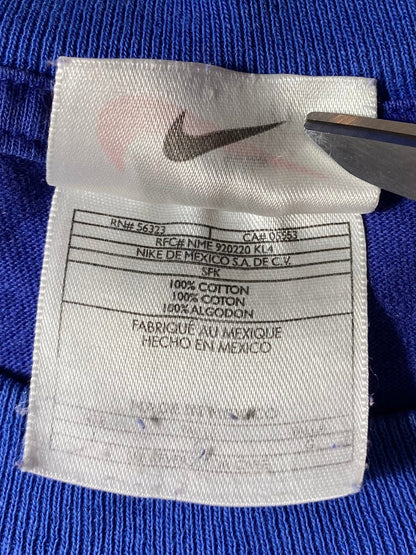 RN# 56323 CA# 05553
RFC# NME 920220 KL4
NIKE DE MEXICO S.A. DE C.V.
SFK
100% COTTON
100% COTON
100% ALGODON
FABRIQUÉ AU MEXIQUE
HECHO EN MEXICO